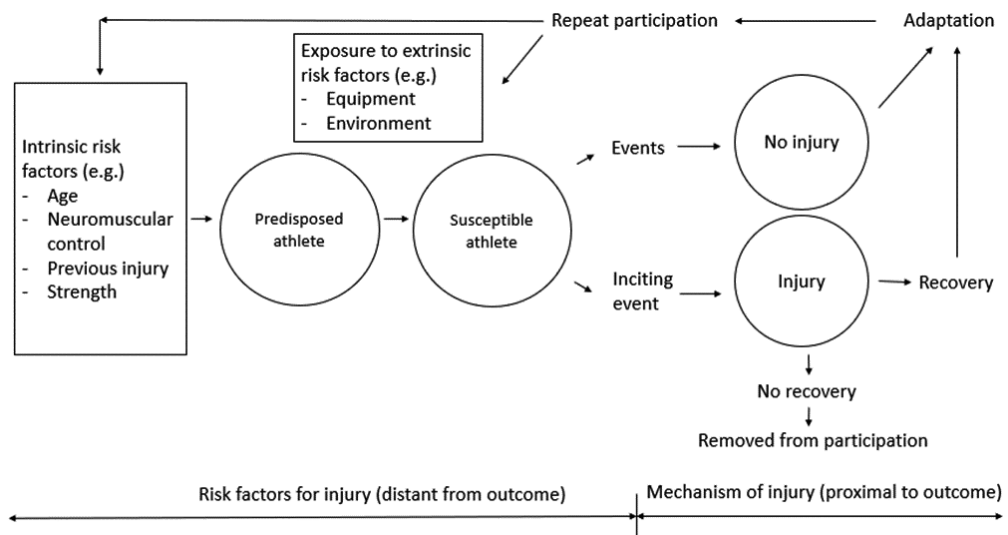 Repeat participation
Adaptation
Exposure to extrinsic
risk factors (e.g.)
- Equipment
- Environment
Intrinsic risk
factors (e.g.)
- Age
- Neuromuscular
control
- Previous injury
- Strength
Predisposed
athlete
Susceptible
athlete
Events
No injury
Inciting
event
Injury
Recovery
No recovery
Removed from participation
Risk factors for injury (distant from outcome)
Mechanism of injury (proximal to outcome)